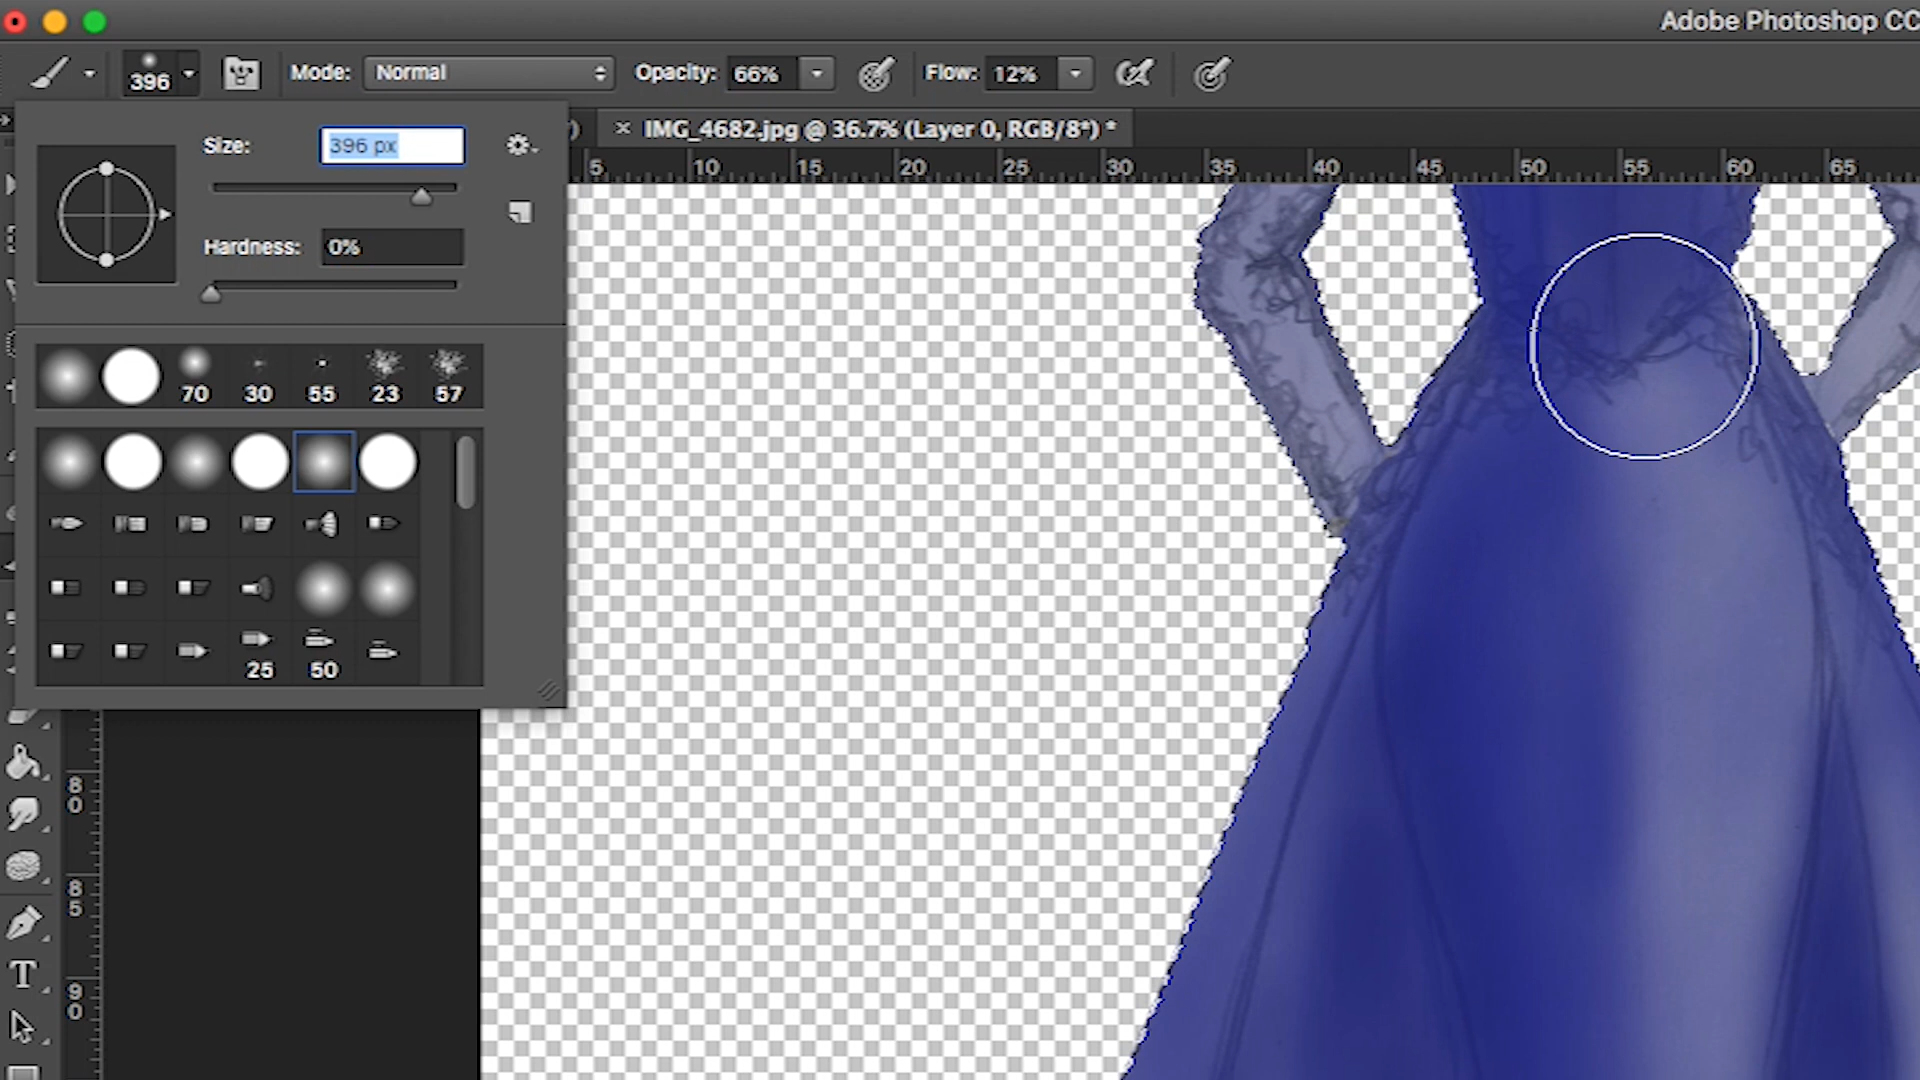 Adobe Photoshop CC
396 Mode: Normal Opacity: 66% Flow: 12%
Size: 396 px
) × IMG_4682.jpg @ 36.7% (Layer 0, RGB/8*) *
5 10 15 20 25 30 35 40 45 50 55 60 65
Hardness: 0%
70 30 55 23 57
25 50
80
85
90
T